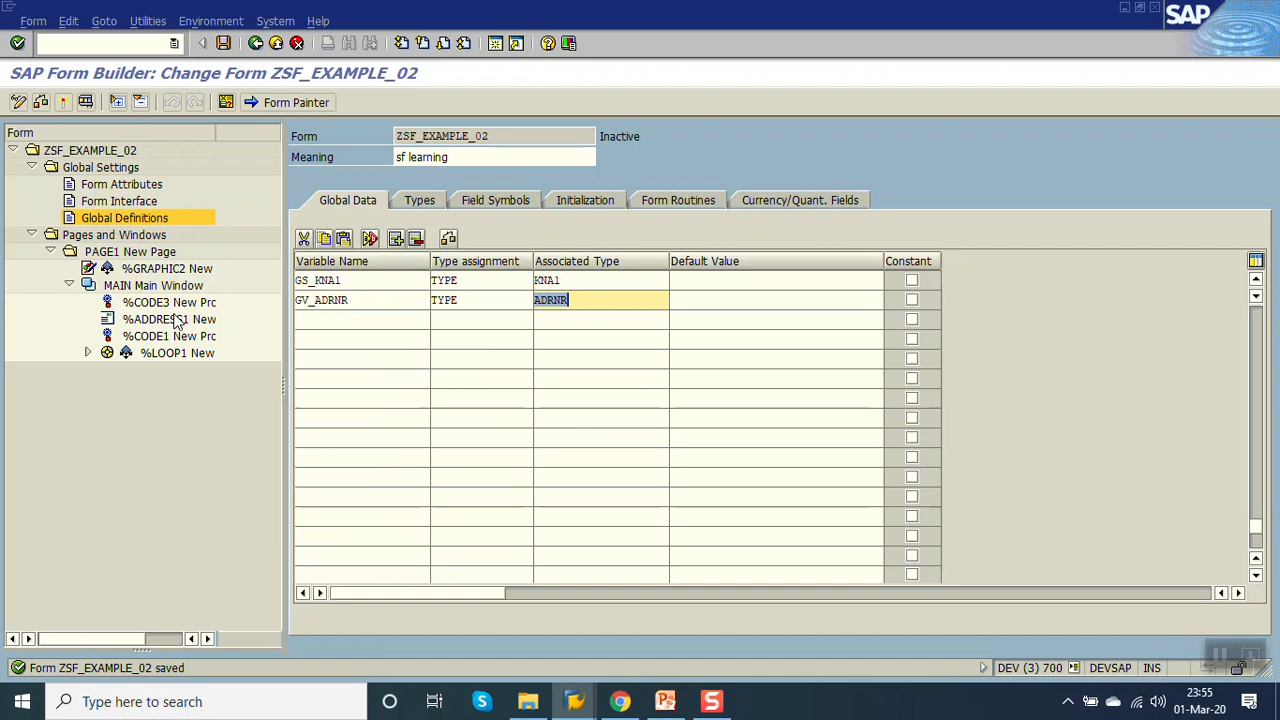 Form Edit Goto Utilities Environment System Help
SAP
SAP Form Builder: Change Form ZSF_EXAMPLE_02
Form Painter
Form
ZSF_EXAMPLE_02
Global Settings
Form Attributes
Form Interface
Global Definitions
Pages and Windows
PAGE1 New Page
%GRAPHIC2 New
MAIN Main Window
%CODE3 New Prc
%ADDRESS1 New
%CODE1 New Prc
%LOOP1 New
Form ZSF_EXAMPLE_02 Inactive
Meaning sf learning
Global Data Types Field Symbols Initialization Form Routines Currency/Quant. Fields
Variable Name Type assignment Associated Type Default Value Constant
GS_KNA1 TYPE KNA1
GV_ADRNR TYPE ADRNR
Form ZSF_EXAMPLE_02 saved
DEV (3) 700 DEVSAP INS
Type here to search
23:55
01-Mar-20